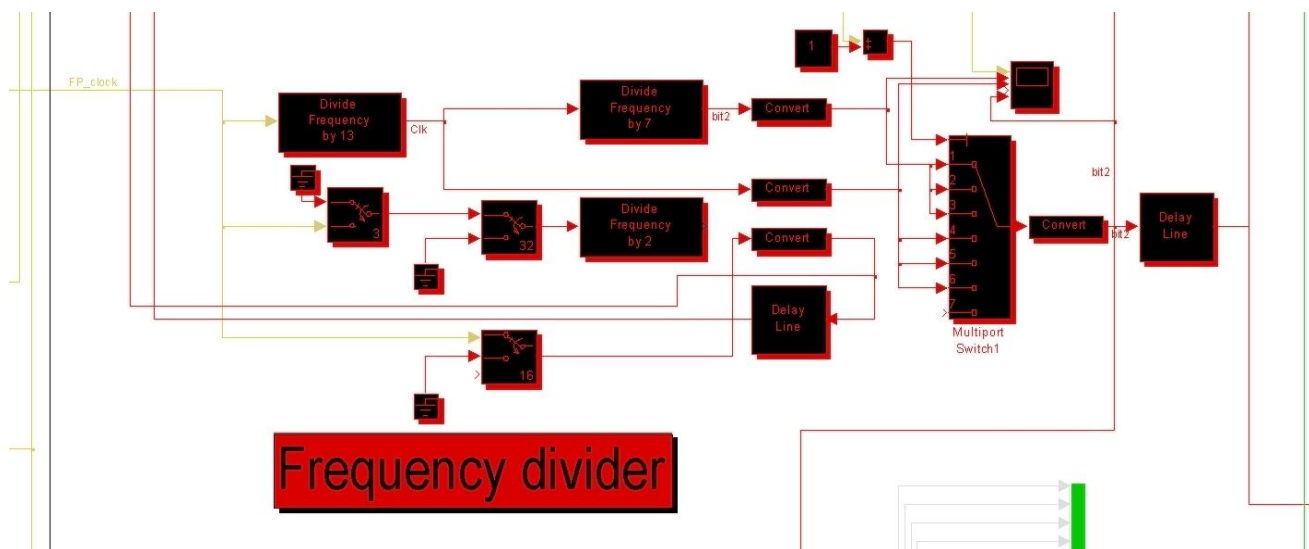 1
FP_clock
Divide
Frequency
by 13
Clk
Divide
Frequency
by 7
bit2
Convert
1
2
3
4
5
6
7
Multiport
Switch1
bit2
Convert
Divide
Frequency
by 2
3
32
Convert
Convert
bit2
Delay
Line
Delay
Line
16
Frequency divider